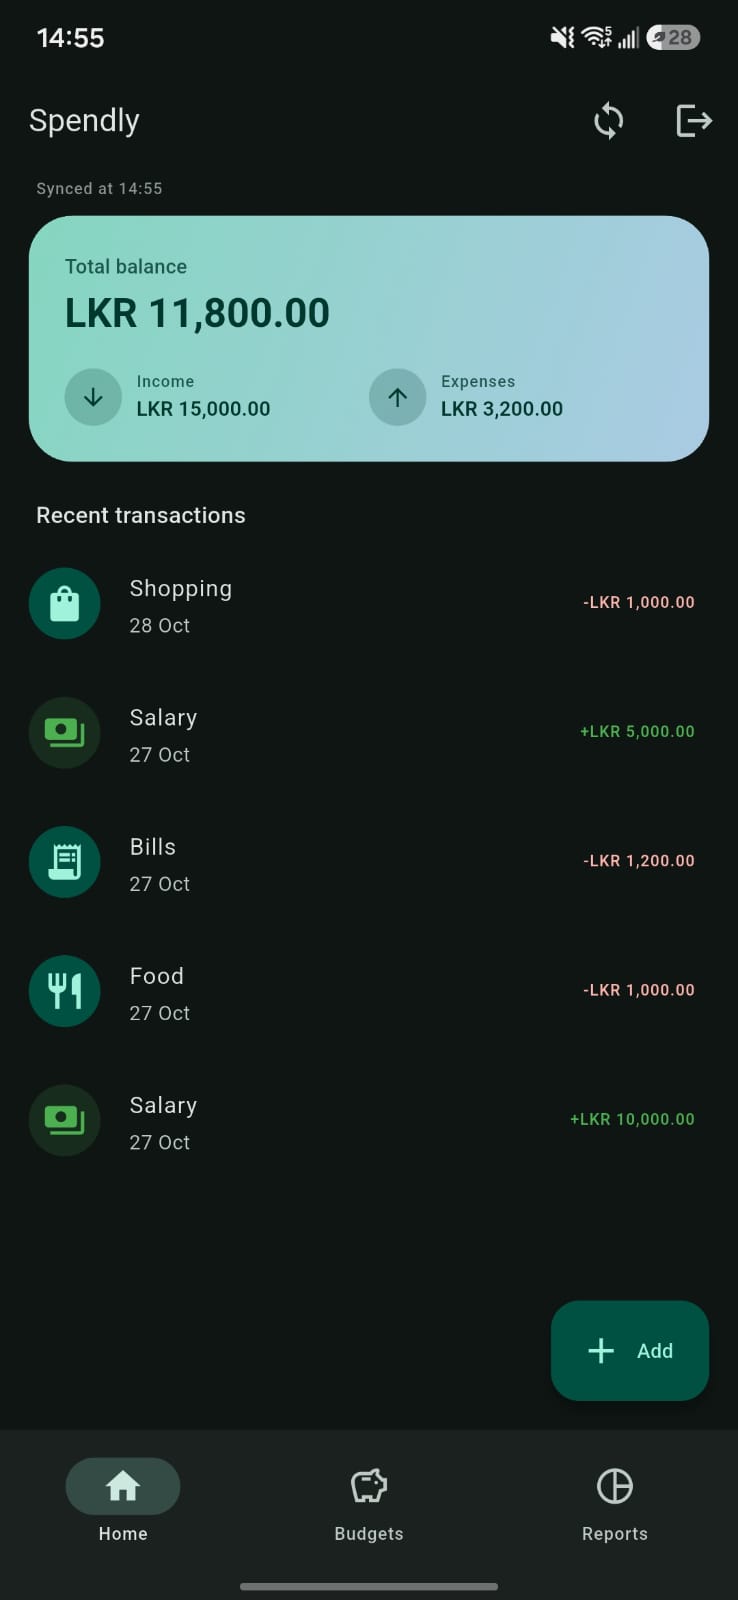 14:55
5
28
Spendly
Synced at 14:55
Total balance
LKR 11,800.00
Income
LKR 15,000.00
Expenses
LKR 3,200.00
Recent transactions
Shopping
28 Oct
-LKR 1,000.00
Salary
27 Oct
+LKR 5,000.00
Bills
27 Oct
-LKR 1,200.00
Food
27 Oct
-LKR 1,000.00
Salary
27 Oct
+LKR 10,000.00
Add
Home
Budgets
Reports